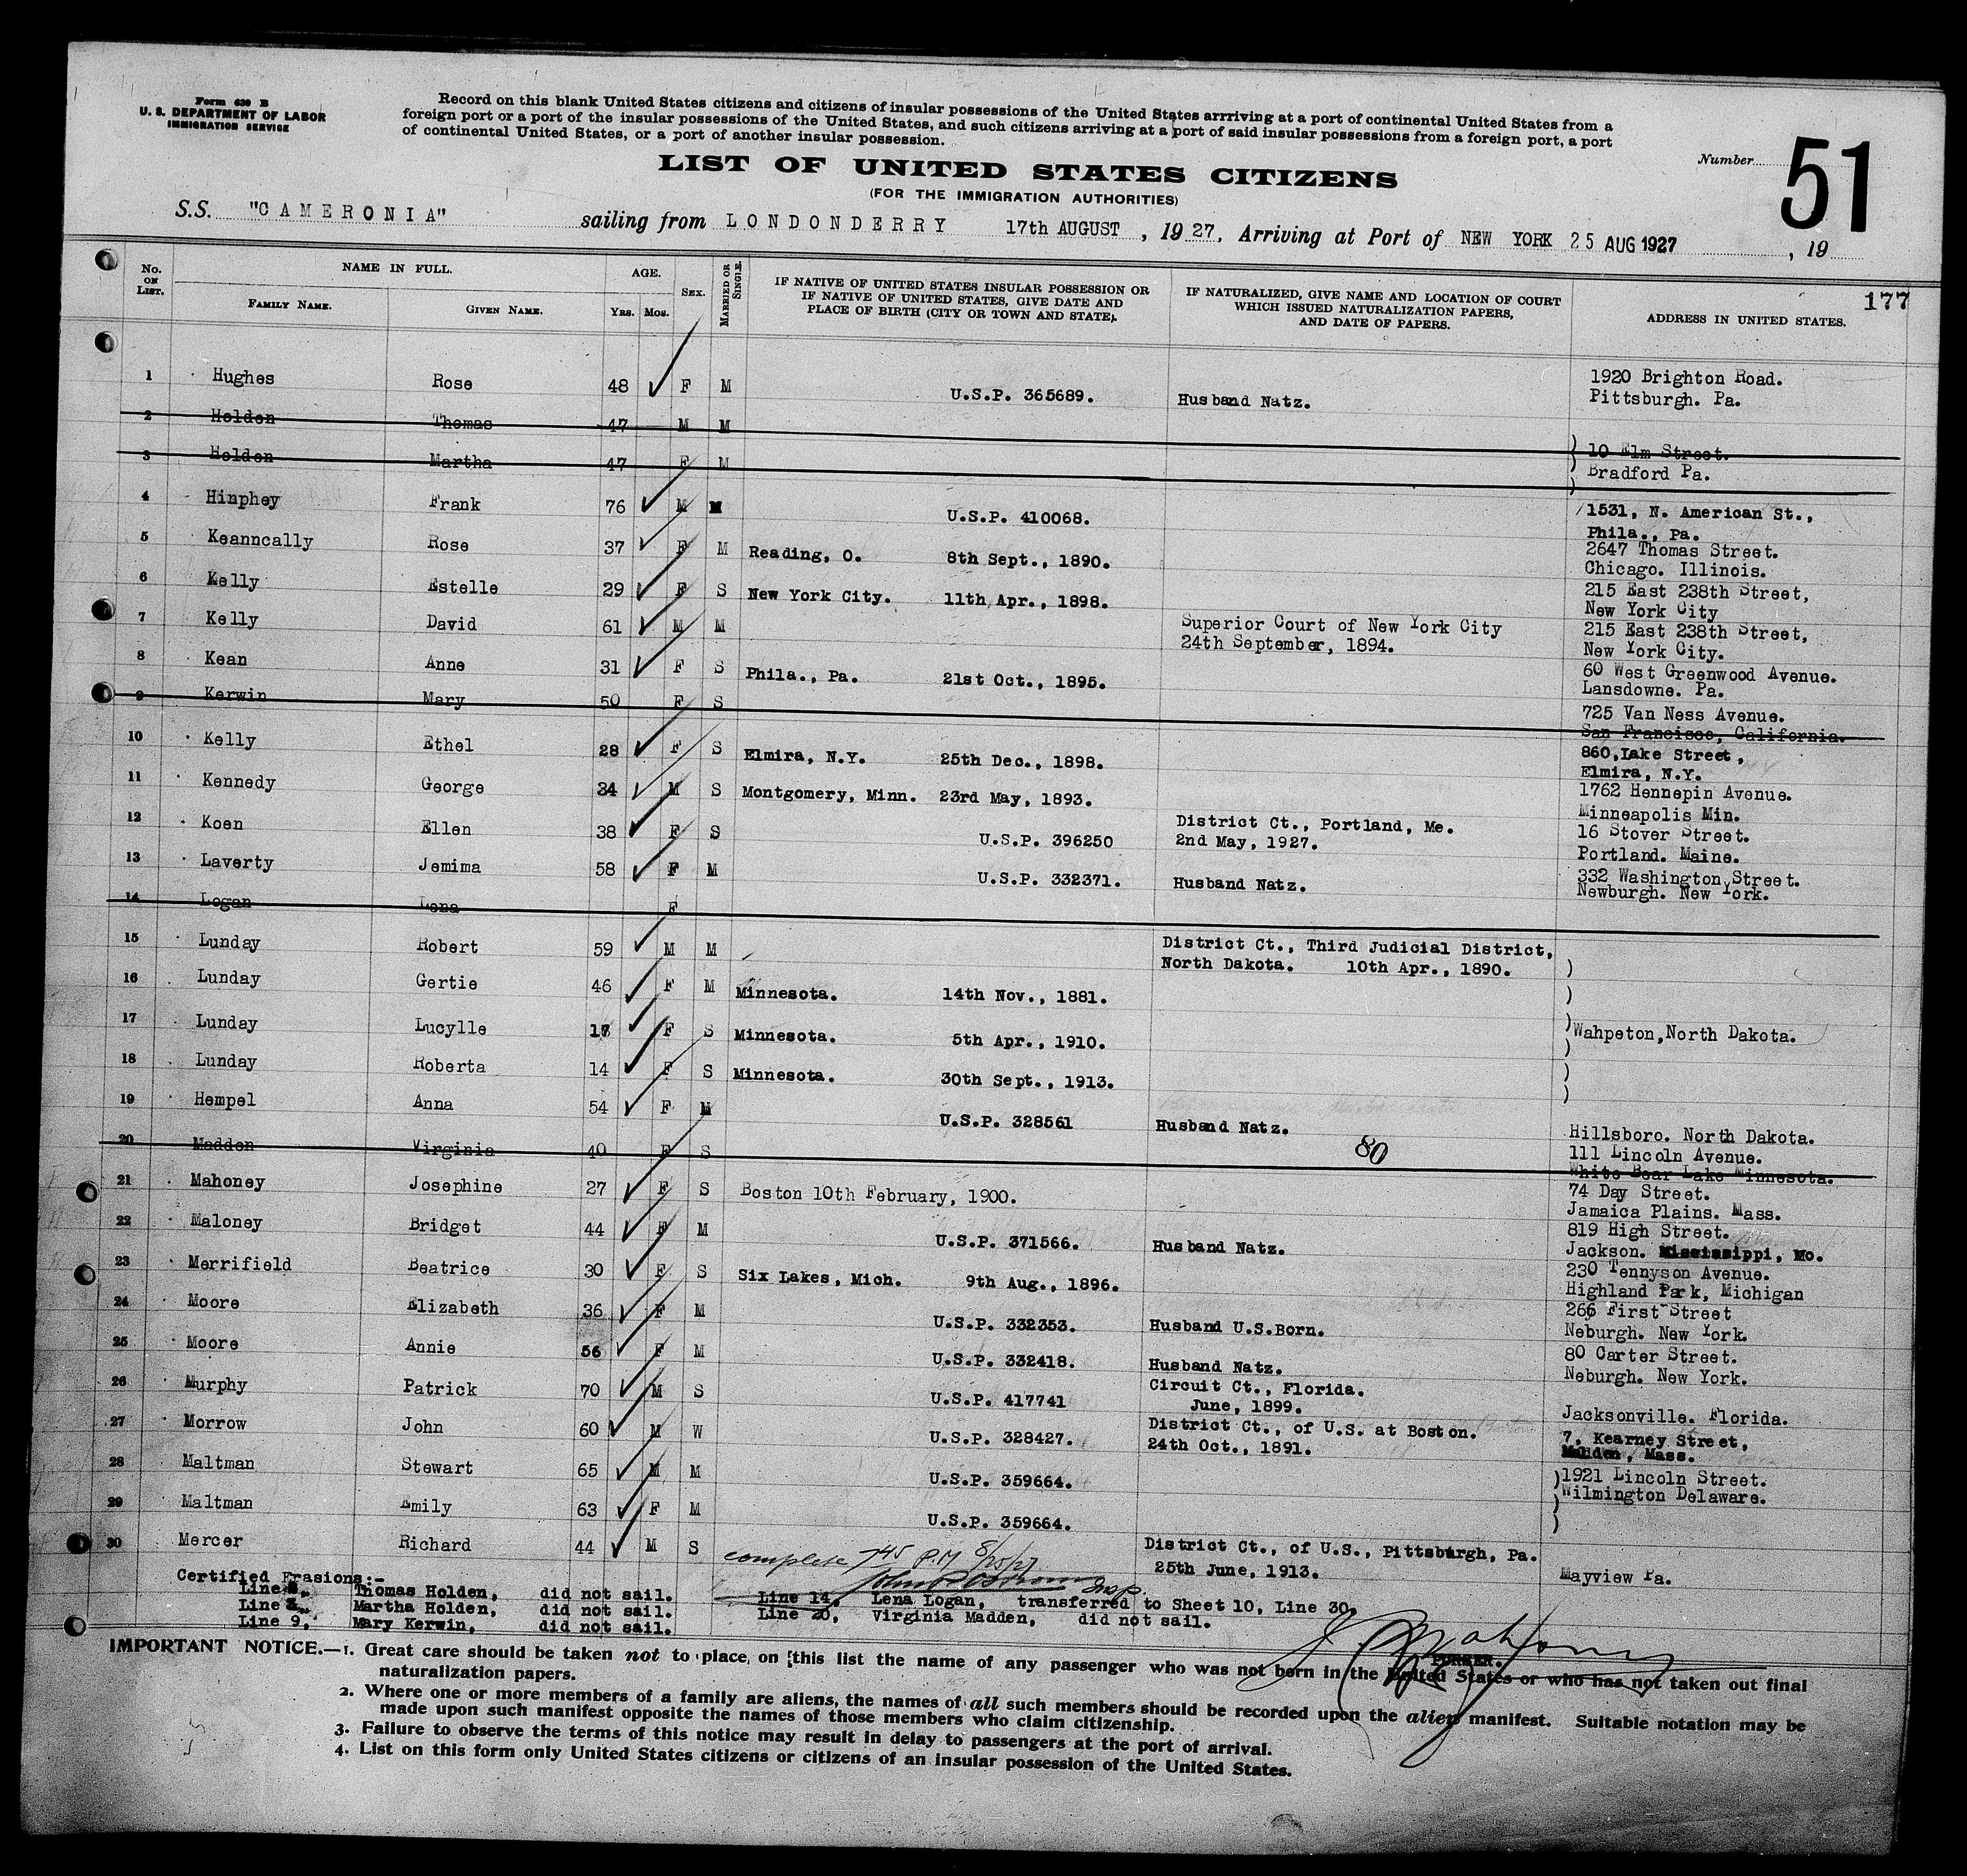 Form 630 B
U. S. DEPARTMENT OF LABOR
IMMIGRATION SERVICE
Record on this blank United States citizens and citizens of insular possessions of the United States arrriving at a port of continental United States from a
foreign port or a port of the insular possessions of the United States, and such citizens arriving at a port of said insular possessions from a foreign port, a port
of continental United States, or a port of another insular possession.
Number 51
LIST OF UNITED STATES CITIZENS
(FOR THE IMMIGRATION AUTHORITIES)
S.S. "CAMERONIA" sailing from LONDONDERRY 17th AUGUST, 1927, Arriving at Port of NEW YORK 25 AUG 1927, 19
177
No. ON LIST. NAME IN FULL. FAMILY NAME. GIVEN NAME. AGE. Yrs. Mos. SEX. MARRIED OR SINGLE. IF NATIVE OF UNITED STATES INSULAR POSSESSION OR IF NATIVE OF UNITED STATES, GIVE DATE AND PLACE OF BIRTH (CITY OR TOWN AND STATE). IF NATURALIZED, GIVE NAME AND LOCATION OF COURT WHICH ISSUED NATURALIZATION PAPERS, AND DATE OF PAPERS. ADDRESS IN UNITED STATES.
1 Hughes Rose 48 F M U.S.P. 365689. Husband Natz. 1920 Brighton Road. Pittsburgh. Pa.
2 Holden Thomas 47 M M
3 Holden Martha 47 F M 10 Elm Street. Bradford Pa.
4 Hinphey Frank 76 M M U.S.P. 410068. 1531, N. American St., Phila., Pa.
5 Keanncally Rose 37 F M Reading, O. 8th Sept., 1890. 2647 Thomas Street. Chicago. Illinois.
6 Kelly Estelle 29 F S New York City. 11th Apr., 1898. 215 East 238th Street, New York City
7 Kelly David 61 M M Superior Court of New York City 24th September, 1894. 215 East 238th Street, New York City.
8 Kean Anne 31 F S Phila., Pa. 21st Oct., 1895. 60 West Greenwood Avenue. Lansdowne. Pa.
9 Kerwin Mary 50 F S 725 Van Ness Avenue. San Francisco, California.
10 Kelly Ethel 28 F S Elmira, N.Y. 25th Dec., 1898. 860, Lake Street, Elmira, N.Y.
11 Kennedy George 34 M S Montgomery, Minn. 23rd May, 1893. 1762 Hennepin Avenue. Minneapolis Min.
12 Koen Ellen 38 F S U.S.P. 396250 District Ct., Portland, Me. 2nd May, 1927. 16 Stover Street. Portland. Maine.
13 Laverty Jemima 58 F M U.S.P. 332371. Husband Natz. 332 Washington Street. Newburgh. New York.
14 Logan Lena F
15 Lunday Robert 59 M M District Ct., Third Judicial District, North Dakota. 10th Apr., 1890. )
16 Lunday Gertie 46 F M Minnesota. 14th Nov., 1881. )
17 Lunday Lucylle 17 F S Minnesota. 5th Apr., 1910. ) Wahpeton, North Dakota.
18 Lunday Roberta 14 F S Minnesota. 30th Sept., 1913. )
19 Hempel Anna 54 F M U.S.P. 328561 Husband Natz. Hillsboro. North Dakota.
80
20 Madden Virginia 40 F S 111 Lincoln Avenue. White Bear Lake Minnesota.
21 Mahoney Josephine 27 F S Boston 10th February, 1900. 74 Day Street. Jamaica Plains. Mass.
22 Maloney Bridget 44 F M U.S.P. 371566. Husband Natz. 819 High Street. Jackson. Mississippi, Mo.
23 Merrifield Beatrice 30 F S Six Lakes, Mich. 9th Aug., 1896. 230 Tennyson Avenue. Highland Park, Michigan
24 Moore Elizabeth 36 F M U.S.P. 332353. Husband U.S.Born. 266 First Street Neburgh. New York.
25 Moore Annie 56 F M U.S.P. 332418. Husband Natz. 80 Carter Street. Neburgh. New York.
26 Murphy Patrick 70 M S U.S.P. 417741 Circuit Ct., Florida. June, 1899. Jacksonville. Florida.
27 Morrow John 60 M W U.S.P. 328427. District Ct., of U.S. at Boston. 24th Oct., 1891. 7, Kearney Street, Malden, Mass.
28 Maltman Stewart 65 M M U.S.P. 359664. )1921 Lincoln Street.
29 Maltman Emily 63 F M U.S.P. 359664. )Wilmington Delaware.
30 Mercer Richard 44 M S District Ct., of U.S., Pittsburgh, Pa. 25th June, 1913. Mayview Pa.
complete 745 P.M 8/25/27
Insp.
Certified Erasions:-
Line 2, Thomas Holden, did not sail. Line 14, Lena Logan, transferred to Sheet 10, Line 30.
Line 3, Martha Holden, did not sail. Line 20, Virginia Madden, did not sail.
Line 9, Mary Kerwin, did not sail.
PURSER.
IMPORTANT NOTICE.—1. Great care should be taken not to place on this list the name of any passenger who was not born in the United States or who has not taken out final
naturalization papers.
2. Where one or more members of a family are aliens, the names of all such members should be recorded upon the alien manifest. Suitable notation may be
made upon such manifest opposite the names of those members who claim citizenship.
3. Failure to observe the terms of this notice may result in delay to passengers at the port of arrival.
4. List on this form only United States citizens or citizens of an insular possession of the United States.